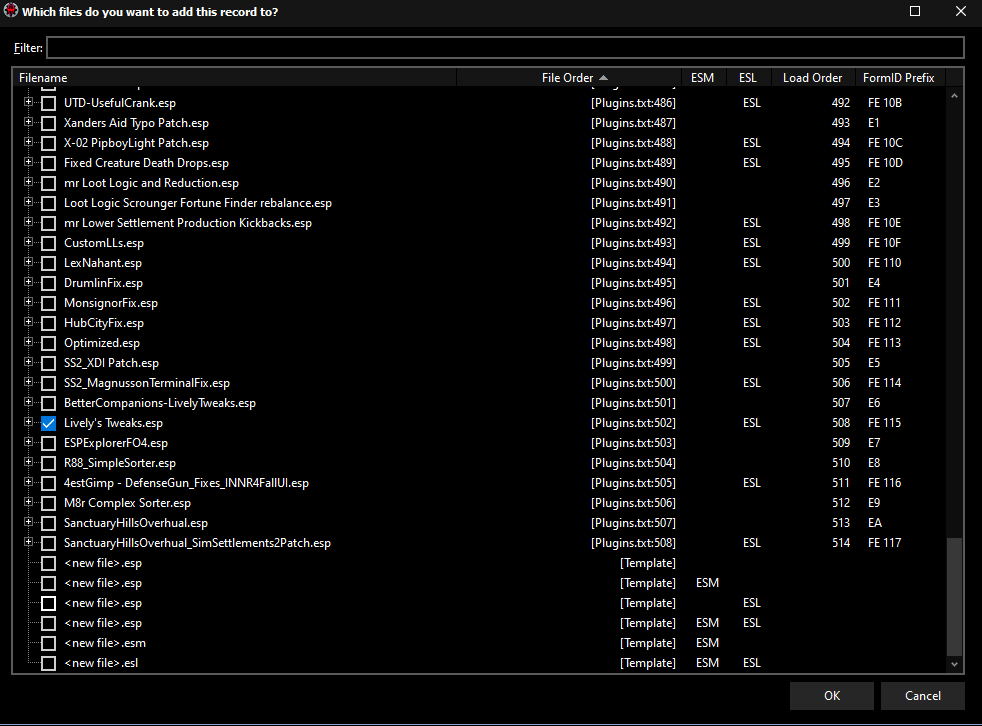 Which files do you want to add this record to?
Filter:
Filename File Order ESM ESL Load Order FormID Prefix
UTD-UsefulCrank.esp [Plugins.txt:486] ESL 492 FE 10B
Xanders Aid Typo Patch.esp [Plugins.txt:487] 493 E1
X-02 PipboyLight Patch.esp [Plugins.txt:488] ESL 494 FE 10C
Fixed Creature Death Drops.esp [Plugins.txt:489] ESL 495 FE 10D
mr Loot Logic and Reduction.esp [Plugins.txt:490] 496 E2
Loot Logic Scrounger Fortune Finder rebalance.esp [Plugins.txt:491] 497 E3
mr Lower Settlement Production Kickbacks.esp [Plugins.txt:492] ESL 498 FE 10E
CustomLLs.esp [Plugins.txt:493] ESL 499 FE 10F
LexNahant.esp [Plugins.txt:494] ESL 500 FE 110
DrumlinFix.esp [Plugins.txt:495] 501 E4
MonsignorFix.esp [Plugins.txt:496] ESL 502 FE 111
HubCityFix.esp [Plugins.txt:497] ESL 503 FE 112
Optimized.esp [Plugins.txt:498] ESL 504 FE 113
SS2_XDI Patch.esp [Plugins.txt:499] 505 E5
SS2_MagnussonTerminalFix.esp [Plugins.txt:500] ESL 506 FE 114
BetterCompanions-LivelyTweaks.esp [Plugins.txt:501] 507 E6
Lively's Tweaks.esp [Plugins.txt:502] ESL 508 FE 115
ESPExplorerFO4.esp [Plugins.txt:503] 509 E7
R88_SimpleSorter.esp [Plugins.txt:504] 510 E8
4estGimp - DefenseGun_Fixes_INNR4FallUI.esp [Plugins.txt:505] ESL 511 FE 116
M8r Complex Sorter.esp [Plugins.txt:506] 512 E9
SanctuaryHillsOverhual.esp [Plugins.txt:507] 513 EA
SanctuaryHillsOverhual_SimSettlements2Patch.esp [Plugins.txt:508] ESL 514 FE 117
<new file>.esp [Template]
<new file>.esp [Template] ESM
<new file>.esp [Template] ESL
<new file>.esp [Template] ESM ESL
<new file>.esm [Template] ESM
<new file>.esl [Template] ESM ESL
OK Cancel